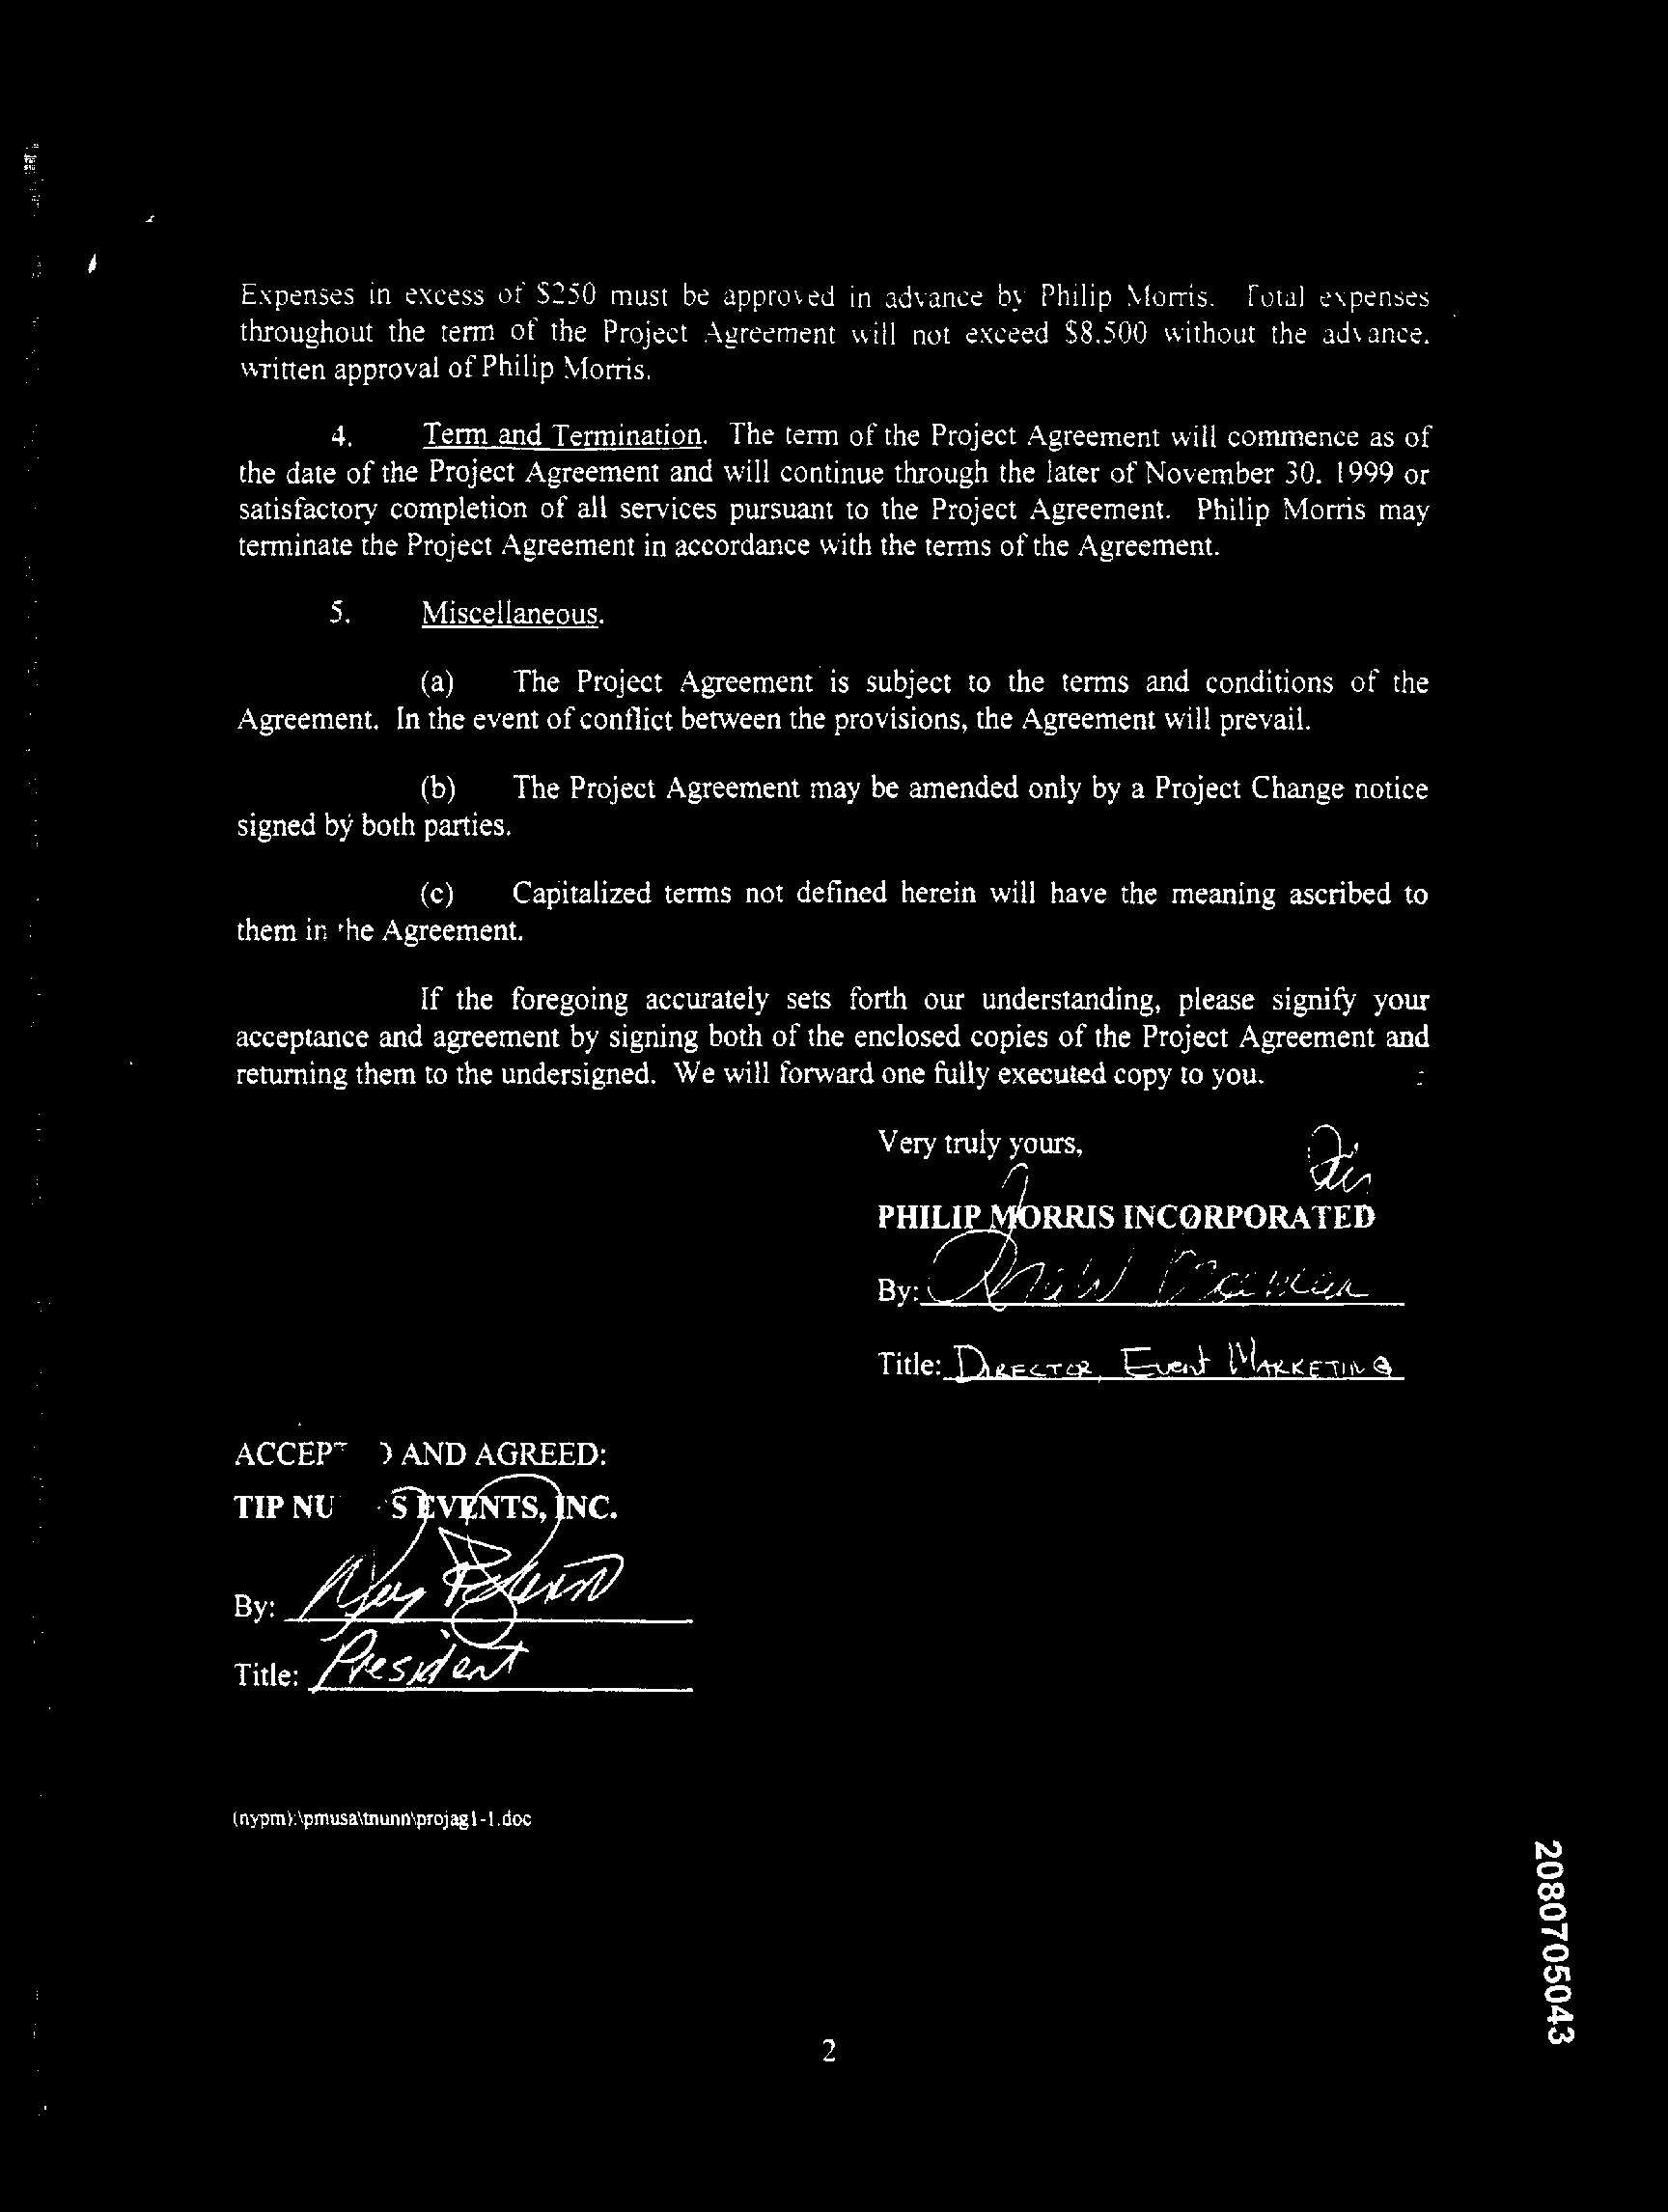 Expenses in excess of $250 must be approved in advance by Philip Morris. Total expenses
throughout the term of the Project Agreement will not exceed $8,500 without the advance,
written approval of Philip Morris.
4. Term and Termination. The term of the Project Agreement will commence as of
the date of the Project Agreement and will continue through the later of November 30, 1999 or
satisfactory completion of all services pursuant to the Project Agreement. Philip Morris may
terminate the Project Agreement in accordance with the terms of the Agreement.
5. Miscellaneous.
(a) The Project Agreement is subject to the terms and conditions of the
Agreement. In the event of conflict between the provisions, the Agreement will prevail.
(b) The Project Agreement may be amended only by a Project Change notice
signed by both parties.
(c) Capitalized terms not defined herein will have the meaning ascribed to
them in the Agreement.
If the foregoing accurately sets forth our understanding, please signify your
acceptance and agreement by signing both of the enclosed copies of the Project Agreement and
returning them to the undersigned. We will forward one fully executed copy to you.
Very truly yours,
PHILIP MORRIS INCORPORATED
By:
Title: Director, Event Marketing
ACCEPT D AND AGREED:
TIP NU S EVENTS, INC.
By:
Title: President
(nypm):\pmusa\tnunn\projag1-1.doc
2080705043
2